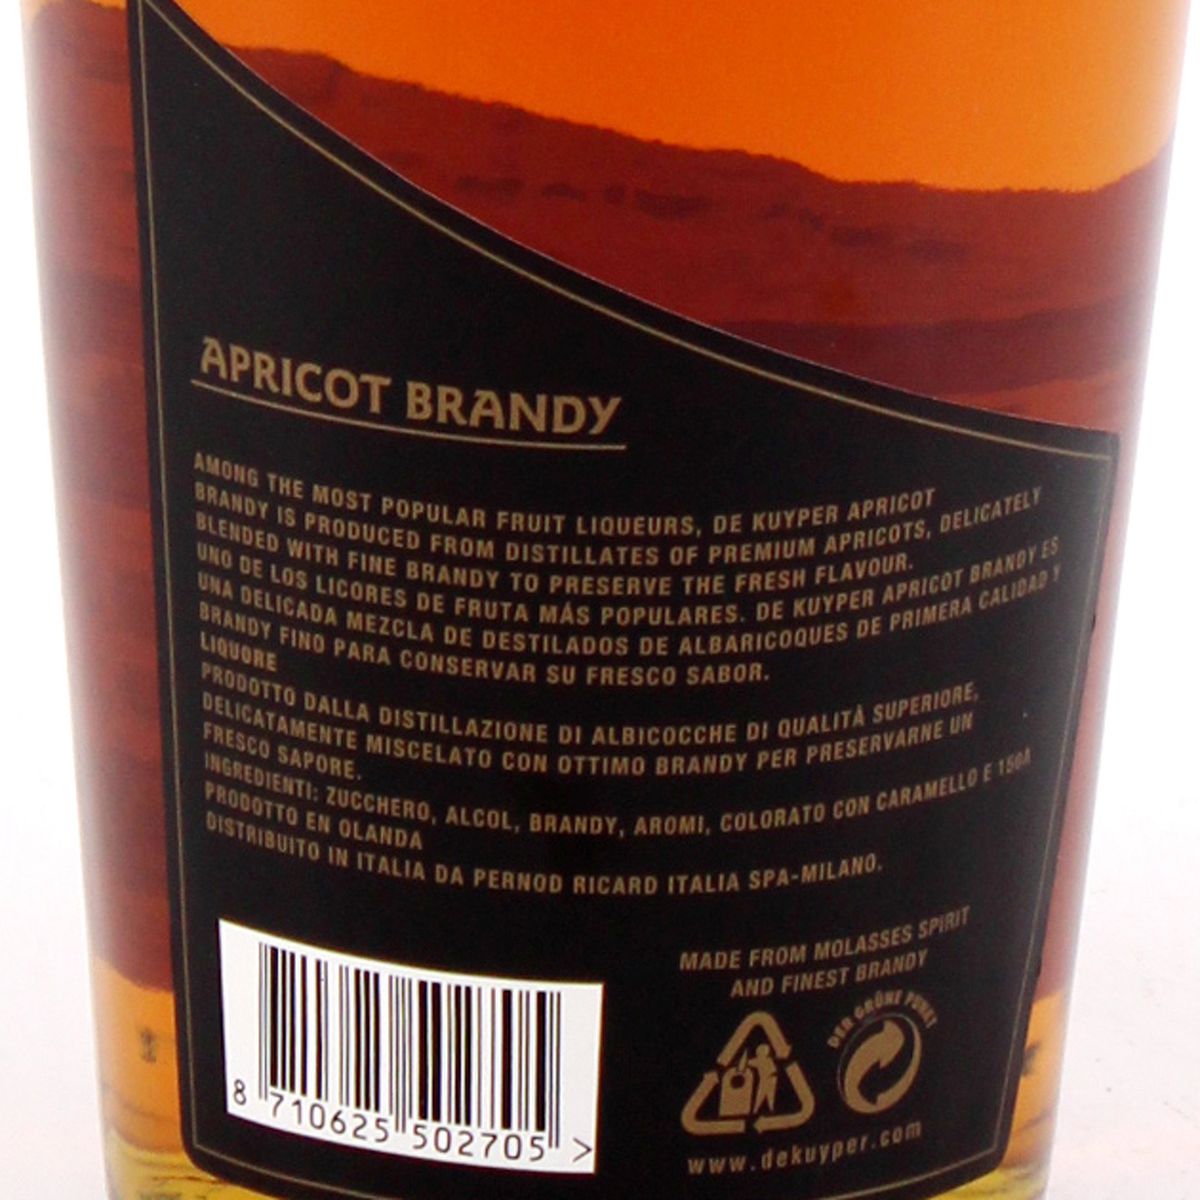 APRICOT BRANDY
AMONG THE MOST POPULAR FRUIT LIQUEURS, DE KUYPER APRICOT
BRANDY IS PRODUCED FROM DISTILLATES OF PREMIUM APRICOTS, DELICATELY
BLENDED WITH FINE BRANDY TO PRESERVE THE FRESH FLAVOUR.
UNO DE LOS LICORES DE FRUTA MÁS POPULARES. DE KUYPER APRICOT BRANDY ES
UNA DELICADA MEZCLA DE DESTILADOS DE ALBARICOQUES DE PRIMERA CALIDAD Y
BRANDY FINO PARA CONSERVAR SU FRESCO SABOR.
LIQUORE
PRODOTTO DALLA DISTILLAZIONE DI ALBICOCCHE DI QUALITÀ SUPERIORE,
DELICATAMENTE MISCELATO CON OTTIMO BRANDY PER PRESERVARNE UN
FRESCO SAPORE.
INGREDIENTI: ZUCCHERO, ALCOL, BRANDY, AROMI, COLORATO CON CARAMELLO E 150A
PRODOTTO EN OLANDA
DISTRIBUITO IN ITALIA DA PERNOD RICARD ITALIA SPA-MILANO.
MADE FROM MOLASSES SPIRIT
AND FINEST BRANDY
DER GRÜNE PUNKT
8 710625 502705 >
www.dekuyper.com